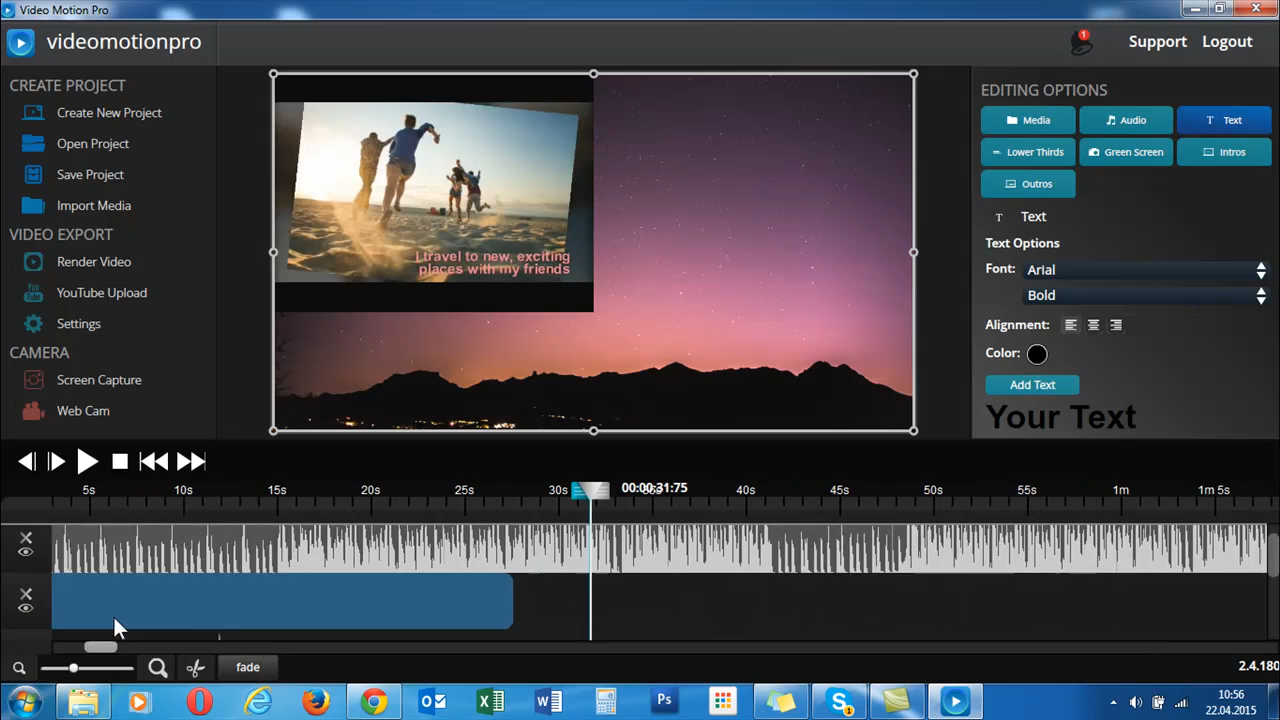 Video Motion Pro
videomotionpro
1
Support
Logout
CREATE PROJECT
Create New Project
Open Project
Save Project
Import Media
VIDEO EXPORT
Render Video
YouTube Upload
Settings
CAMERA
Screen Capture
Web Cam
I travel to new, exciting
places with my friends
EDITING OPTIONS
Media
Audio
T Text
Lower Thirds
Green Screen
Intros
Outros
T Text
Text Options
Font: Arial
Bold
Alignment:
Color:
Add Text
Your Text
5s 10s 15s 20s 25s 30s 00:00:31:75 40s 45s 50s 55s 1m 1m 5s
fade
2.4.180
10:56
22.04.2015